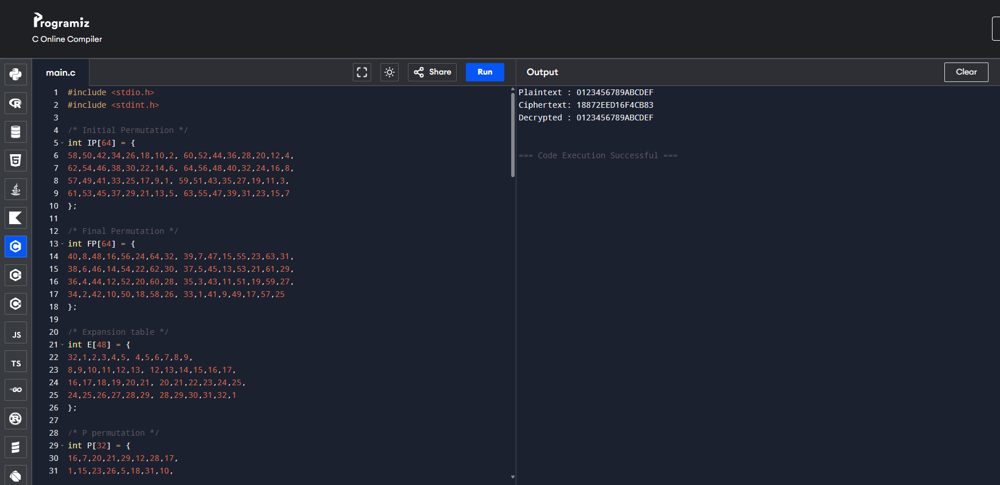 Programiz
C Online Compiler
main.c
Share
Run
Output
Clear
1 #include <stdio.h>
2 #include <stdint.h>
3
4 /* Initial Permutation */
5 int IP[64] = {
6 58,50,42,34,26,18,10,2, 60,52,44,36,28,20,12,4,
7 62,54,46,38,30,22,14,6, 64,56,48,40,32,24,16,8,
8 57,49,41,33,25,17,9,1, 59,51,43,35,27,19,11,3,
9 61,53,45,37,29,21,13,5, 63,55,47,39,31,23,15,7
10 };
11
12 /* Final Permutation */
13 int FP[64] = {
14 40,8,48,16,56,24,64,32, 39,7,47,15,55,23,63,31,
15 38,6,46,14,54,22,62,30, 37,5,45,13,53,21,61,29,
16 36,4,44,12,52,20,60,28, 35,3,43,11,51,19,59,27,
17 34,2,42,10,50,18,58,26, 33,1,41,9,49,17,57,25
18 };
19
20 /* Expansion table */
21 int E[48] = {
22 32,1,2,3,4,5, 4,5,6,7,8,9,
23 8,9,10,11,12,13, 12,13,14,15,16,17,
24 16,17,18,19,20,21, 20,21,22,23,24,25,
25 24,25,26,27,28,29, 28,29,30,31,32,1
26 };
27
28 /* P permutation */
29 int P[32] = {
30 16,7,20,21,29,12,28,17,
31 1,15,23,26,5,18,31,10,
Plaintext : 0123456789ABCDEF
Ciphertext: 18872EED16F4CB83
Decrypted : 0123456789ABCDEF
=== Code Execution Successful ===
R
5
C
C
C
JS
TS
GO
R